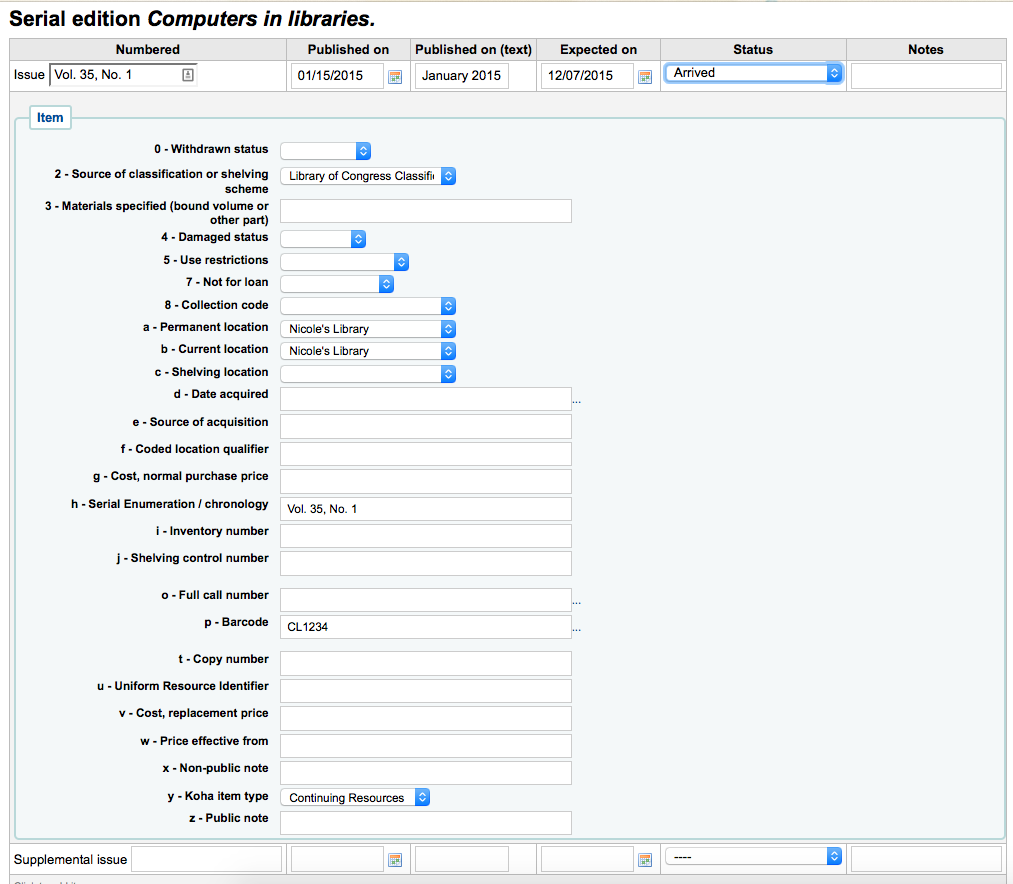 Serial edition Computers in libraries.
Numbered Published on Published on (text) Expected on Status Notes
Issue Vol. 35, No. 1 01/15/2015 January 2015 12/07/2015 Arrived
Item
0 - Withdrawn status
2 - Source of classification or shelving
scheme
Library of Congress Classifi
3 - Materials specified (bound volume or
other part)
4 - Damaged status
5 - Use restrictions
7 - Not for loan
8 - Collection code
a - Permanent location Nicole's Library
b - Current location Nicole's Library
c - Shelving location
d - Date acquired ...
e - Source of acquisition
f - Coded location qualifier
g - Cost, normal purchase price
h - Serial Enumeration / chronology Vol. 35, No. 1
i - Inventory number
j - Shelving control number
o - Full call number ...
p - Barcode CL1234 ...
t - Copy number
u - Uniform Resource Identifier
v - Cost, replacement price
w - Price effective from
x - Non-public note
y - Koha item type Continuing Resources
z - Public note
Supplemental issue ----